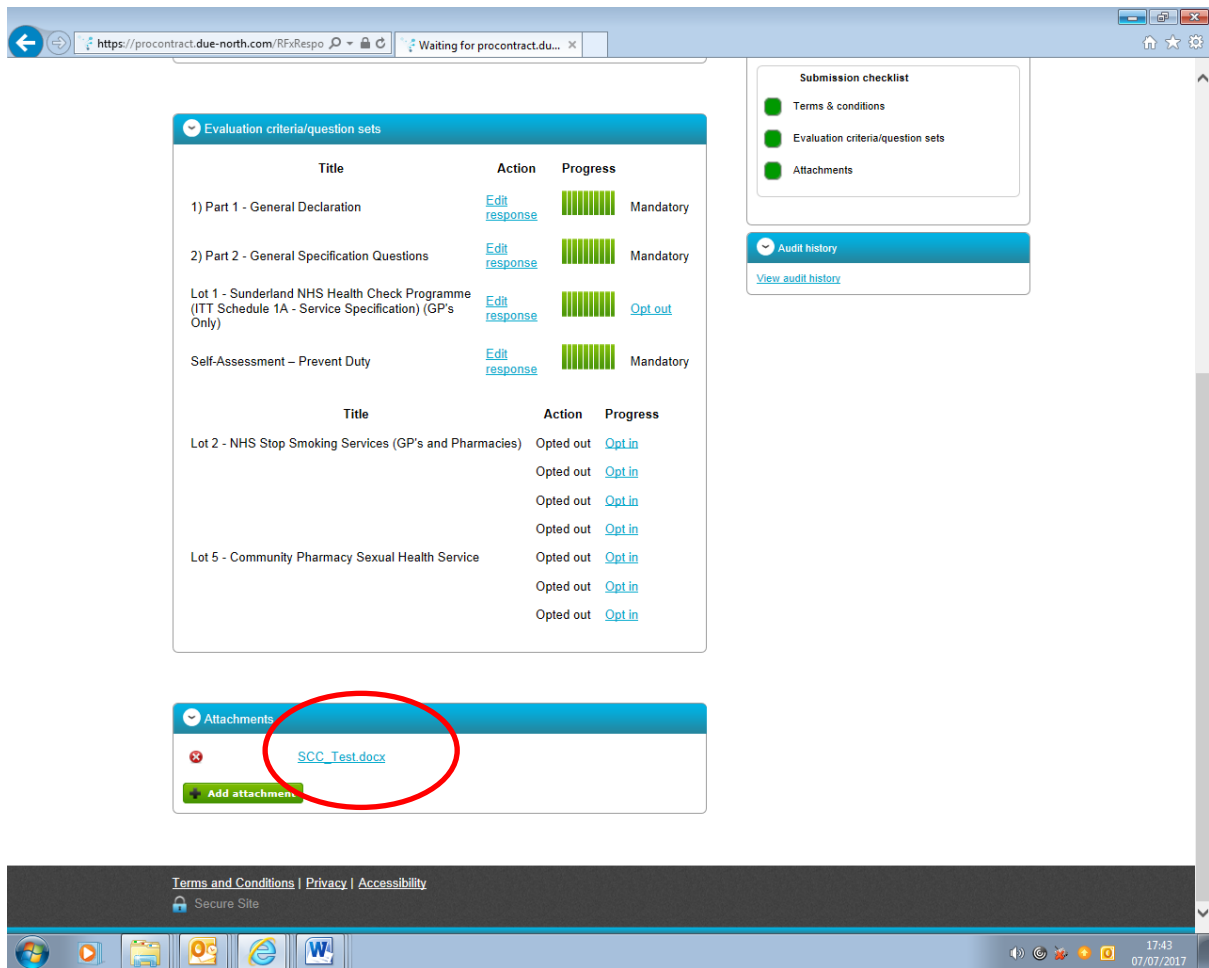 https://procontract.due-north.com/RFxRespo
Waiting for procontract.du...
Submission checklist
Terms & conditions
Evaluation criteria/question sets
Attachments
Evaluation criteria/question sets
Title Action Progress
1) Part 1 - General Declaration Edit response Mandatory
2) Part 2 - General Specification Questions Edit response Mandatory
Lot 1 - Sunderland NHS Health Check Programme
(ITT Schedule 1A - Service Specification) (GP's
Only)
Edit
response
Opt out
Self-Assessment – Prevent Duty Edit response Mandatory
Title Action Progress
Lot 2 - NHS Stop Smoking Services (GP's and Pharmacies) Opted out Opt in
Opted out Opt in
Opted out Opt in
Opted out Opt in
Lot 5 - Community Pharmacy Sexual Health Service Opted out Opt in
Opted out Opt in
Opted out Opt in
Audit history
View audit history
Attachments
SCC_Test.docx
Add attachment
Terms and Conditions | Privacy | Accessibility
Secure Site
17:43
07/07/2017